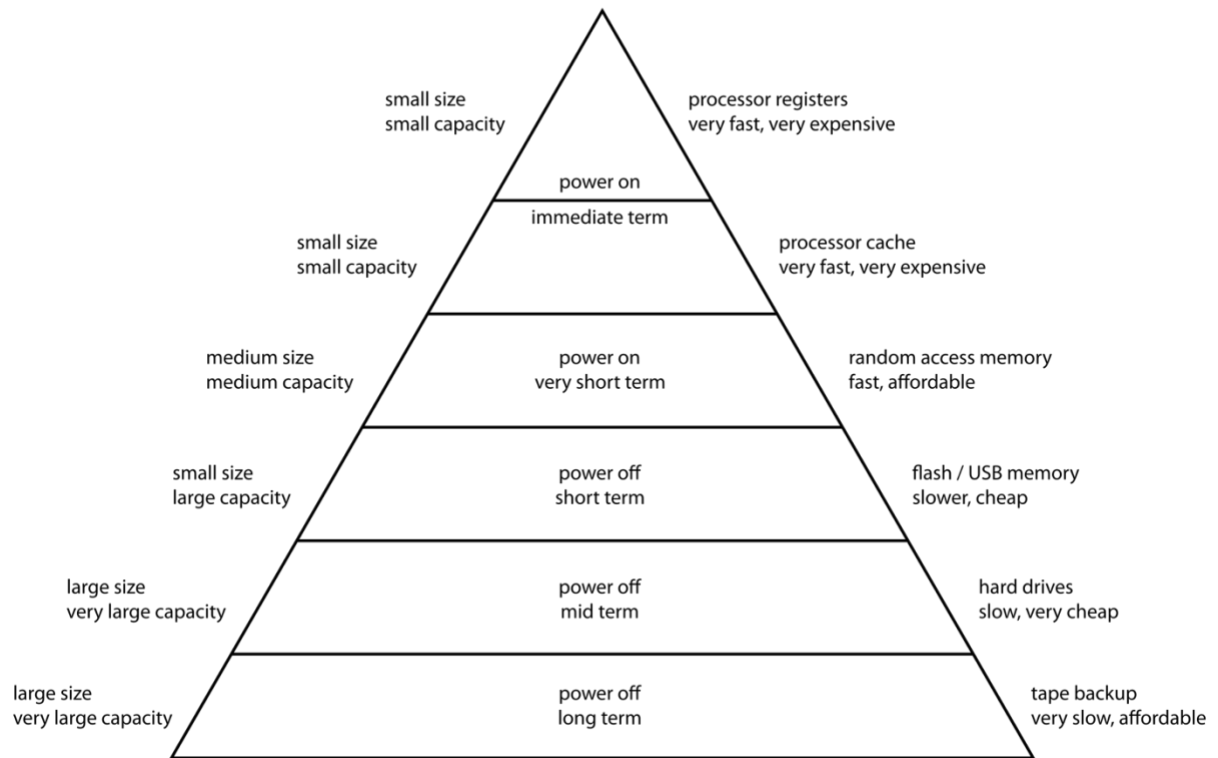 small size
small capacity
processor registers
very fast, very expensive
power on
immediate term
small size
small capacity
processor cache
very fast, very expensive
medium size
medium capacity
power on
very short term
random access memory
fast, affordable
small size
large capacity
power off
short term
flash / USB memory
slower, cheap
large size
very large capacity
power off
mid term
hard drives
slow, very cheap
large size
very large capacity
power off
long term
tape backup
very slow, affordable